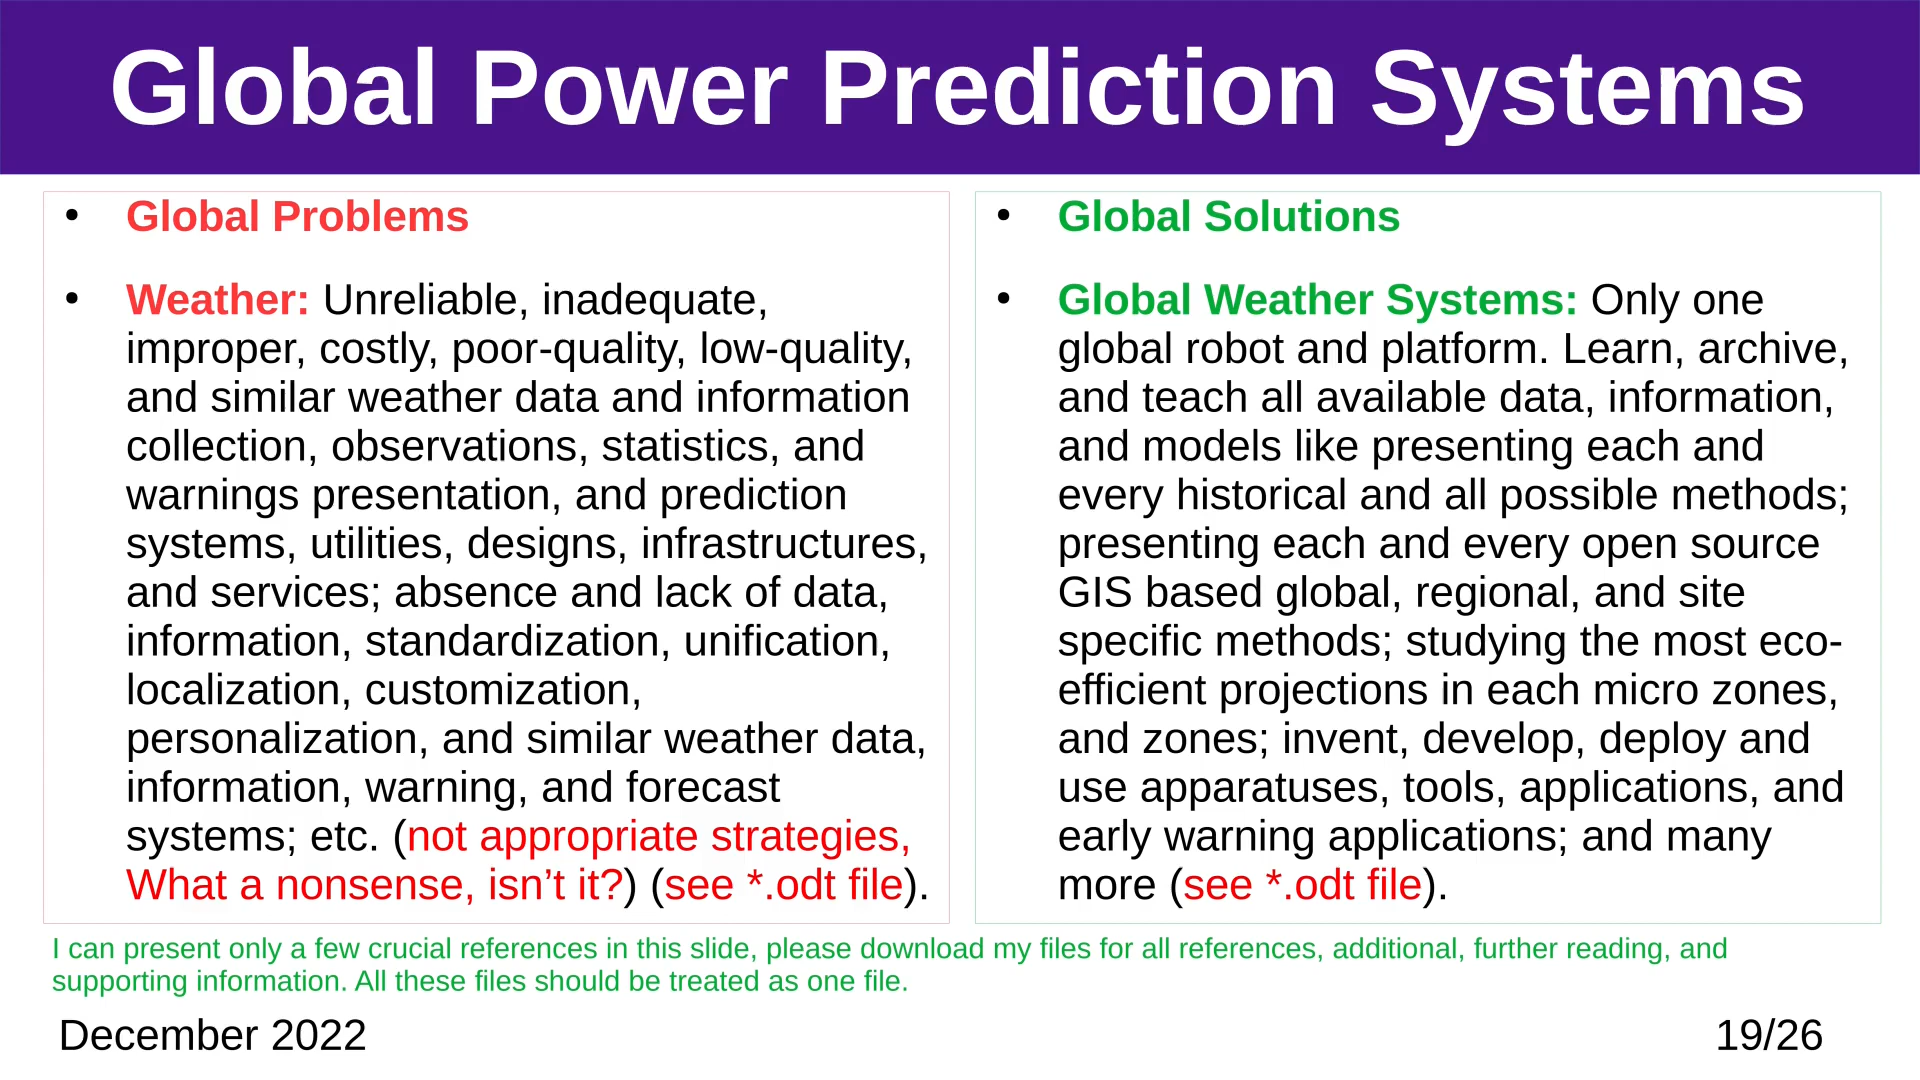 Global Power Prediction Systems
• Global Problems
• Weather: Unreliable, inadequate,
improper, costly, poor-quality, low-quality,
and similar weather data and information
collection, observations, statistics, and
warnings presentation, and prediction
systems, utilities, designs, infrastructures,
and services; absence and lack of data,
information, standardization, unification,
localization, customization,
personalization, and similar weather data,
information, warning, and forecast
systems; etc. (not appropriate strategies,
What a nonsense, isn’t it?) (see *.odt file).
• Global Solutions
• Global Weather Systems: Only one
global robot and platform. Learn, archive,
and teach all available data, information,
and models like presenting each and
every historical and all possible methods;
presenting each and every open source
GIS based global, regional, and site
specific methods; studying the most eco-
efficient projections in each micro zones,
and zones; invent, develop, deploy and
use apparatuses, tools, applications, and
early warning applications; and many
more (see *.odt file).
I can present only a few crucial references in this slide, please download my files for all references, additional, further reading, and
supporting information. All these files should be treated as one file.
December 2022
19/26